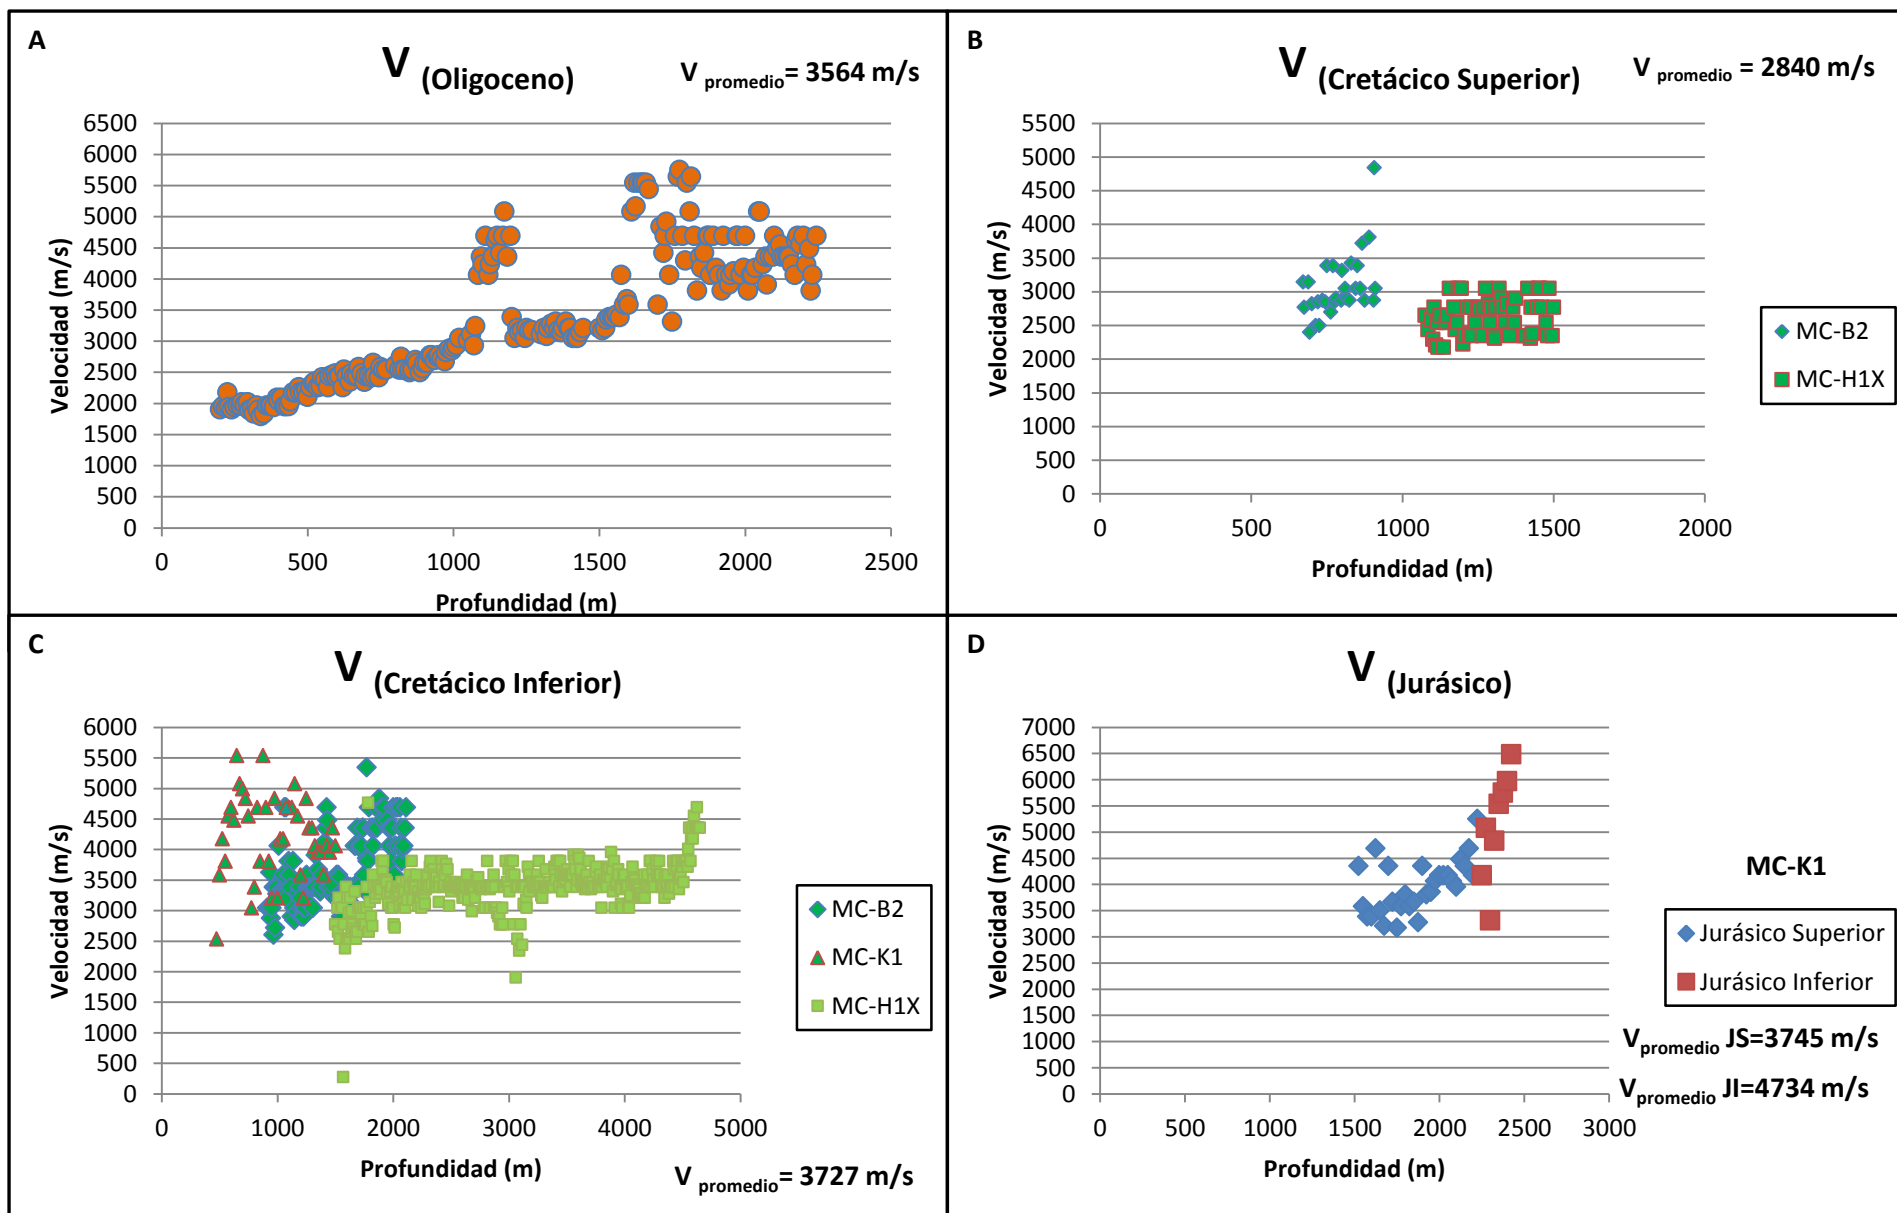 A
V (Oligoceno)
V promedio= 3564 m/s
6500
6000
5500
5000
4500
4000
3500
3000
2500
2000
1500
1000
500
0
0 500 1000 1500 2000 2500
Velocidad (m/s)
Profundidad (m)
B
V (Cretácico Superior)
V promedio = 2840 m/s
5500
5000
4500
4000
3500
3000
2500
2000
1500
1000
500
0
0 500 1000 1500 2000
Velocidad (m/s)
Profundidad (m)
MC-B2
MC-H1X
C
V (Cretácico Inferior)
6000
5500
5000
4500
4000
3500
3000
2500
2000
1500
1000
500
0
0 1000 2000 3000 4000 5000
Velocidad (m/s)
Profundidad (m)
MC-B2
MC-K1
MC-H1X
V promedio= 3727 m/s
D
V (Jurásico)
7000
6500
6000
5500
5000
4500
4000
3500
3000
2500
2000
1500
1000
500
0
0 500 1000 1500 2000 2500 3000
Velocidad (m/s)
Profundidad (m)
MC-K1
Jurásico Superior
Jurásico Inferior
Vpromedio JS=3745 m/s
Vpromedio JI=4734 m/s